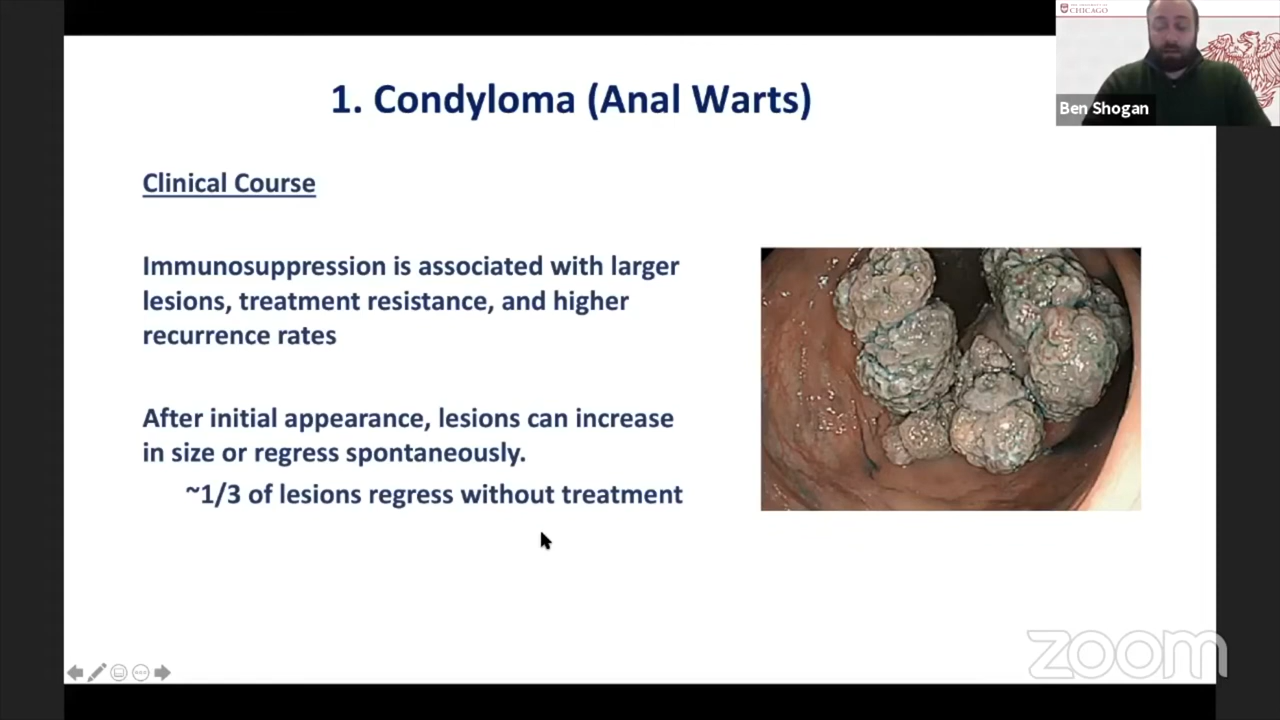 CHICAGO
Ben Shogan
1. Condyloma (Anal Warts)
Clinical Course
Immunosuppression is associated with larger
lesions, treatment resistance, and higher
recurrence rates
After initial appearance, lesions can increase
in size or regress spontaneously.
~1/3 of lesions regress without treatment
zoom